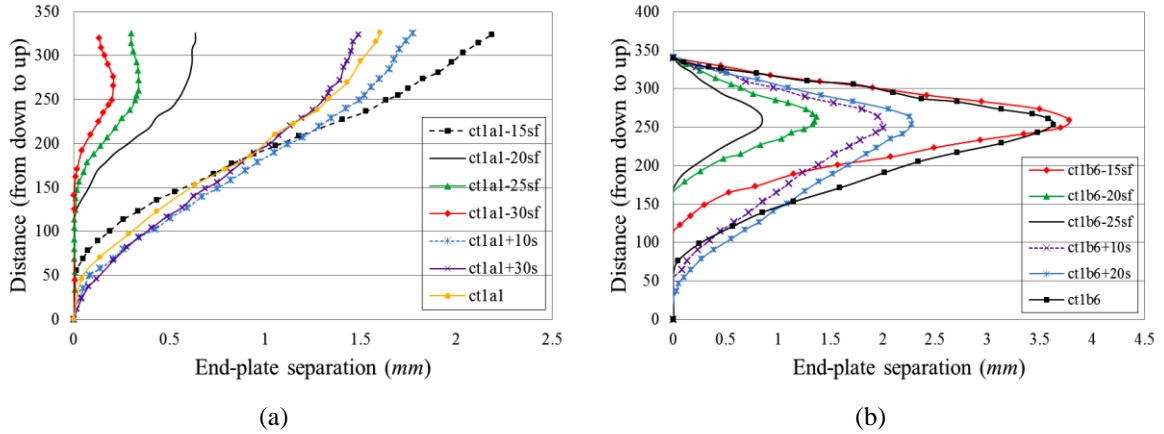 350
300
250
200
150
100
50
0
Distance (from down to up)
0
0.5
1
1.5
2
2.5
End-plate separation (mm)
ct1a1-15sf
ct1a1-20sf
ct1a1-25sf
ct1a1-30sf
ct1a1+10s
ct1a1+30s
ct1a1
(a)
400
350
300
250
200
150
100
50
0
Distance (from down to up)
0
0.5
1
1.5
2
2.5
3
3.5
4
4.5
End-plate separation (mm)
ct1b6-15sf
ct1b6-20sf
ct1b6-25sf
ct1b6+10s
ct1b6+20s
ct1b6
(b)